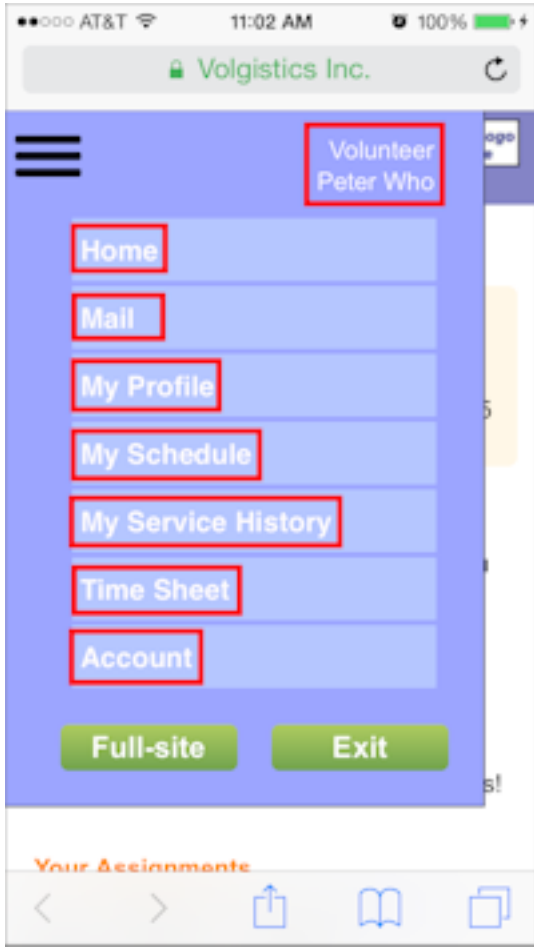 AT&T 11:02 AM 100%
Volgistics Inc.
Volunteer
Peter Who
Home
Mail
My Profile
My Schedule
My Service History
Time Sheet
Account
Full-site Exit
s!
Your Assignments